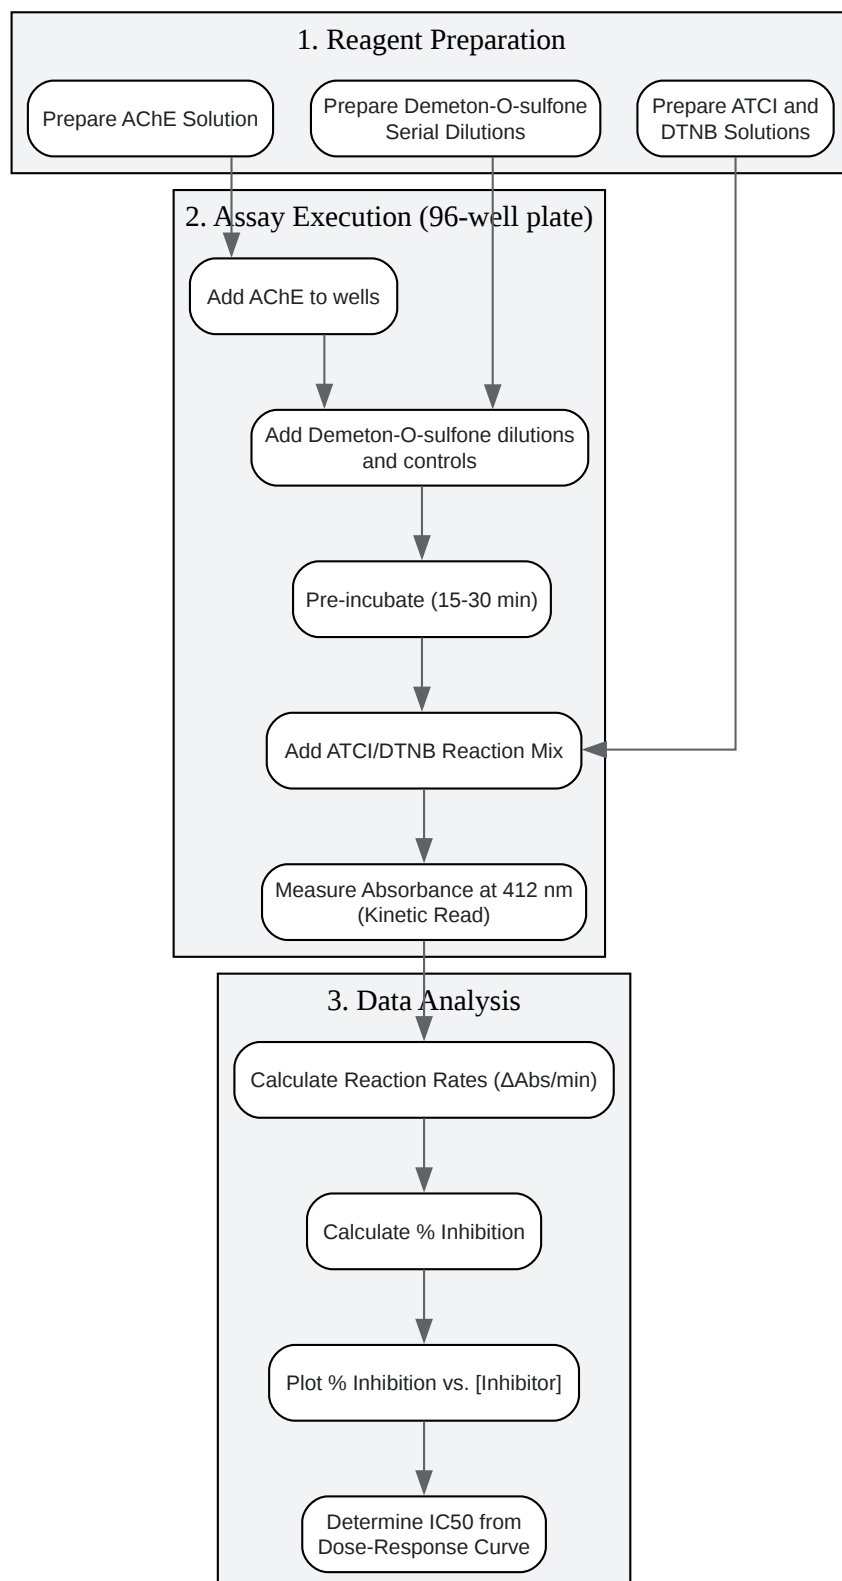 1. Reagent Preparation
Prepare AChE Solution
Prepare Demeton-O-sulfone
Serial Dilutions
Prepare ATCI and
DTNB Solutions
2. Assay Execution (96-well plate)
Add AChE to wells
Add Demeton-O-sulfone dilutions
and controls
Pre-incubate (15-30 min)
Add ATCI/DTNB Reaction Mix
Measure Absorbance at 412 nm
(Kinetic Read)
3. Data Analysis
Calculate Reaction Rates (ΔAbs/min)
Calculate % Inhibition
Plot % Inhibition vs. [Inhibitor]
Determine IC50 from
Dose-Response Curve